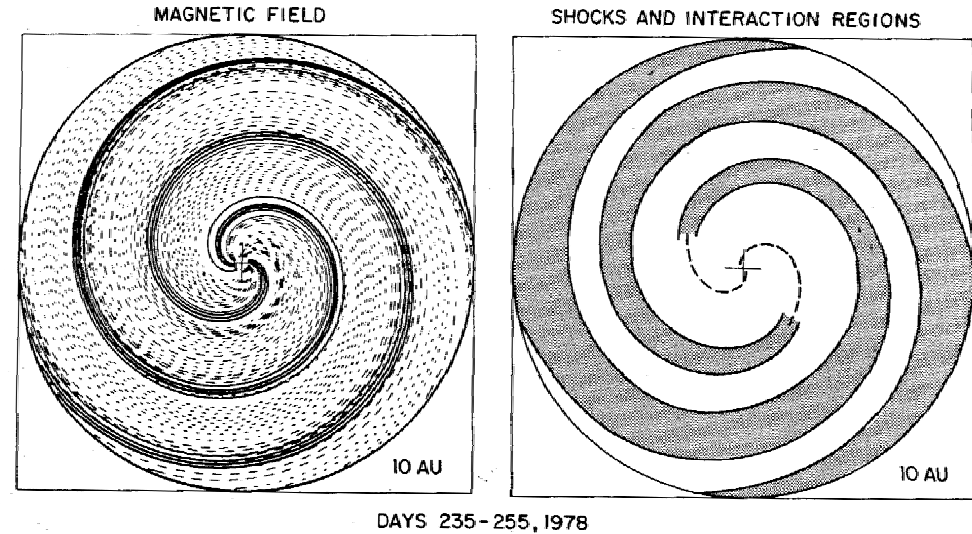 MAGNETIC FIELD
SHOCKS AND INTERACTION REGIONS
10 AU
10 AU
DAYS 235-255, 1978